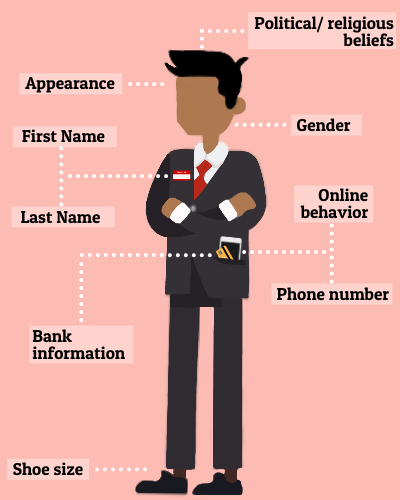 Political/ religious
beliefs
Appearance
Gender
First Name
Last Name
Online
behavior
Phone number
Bank
information
Shoe size